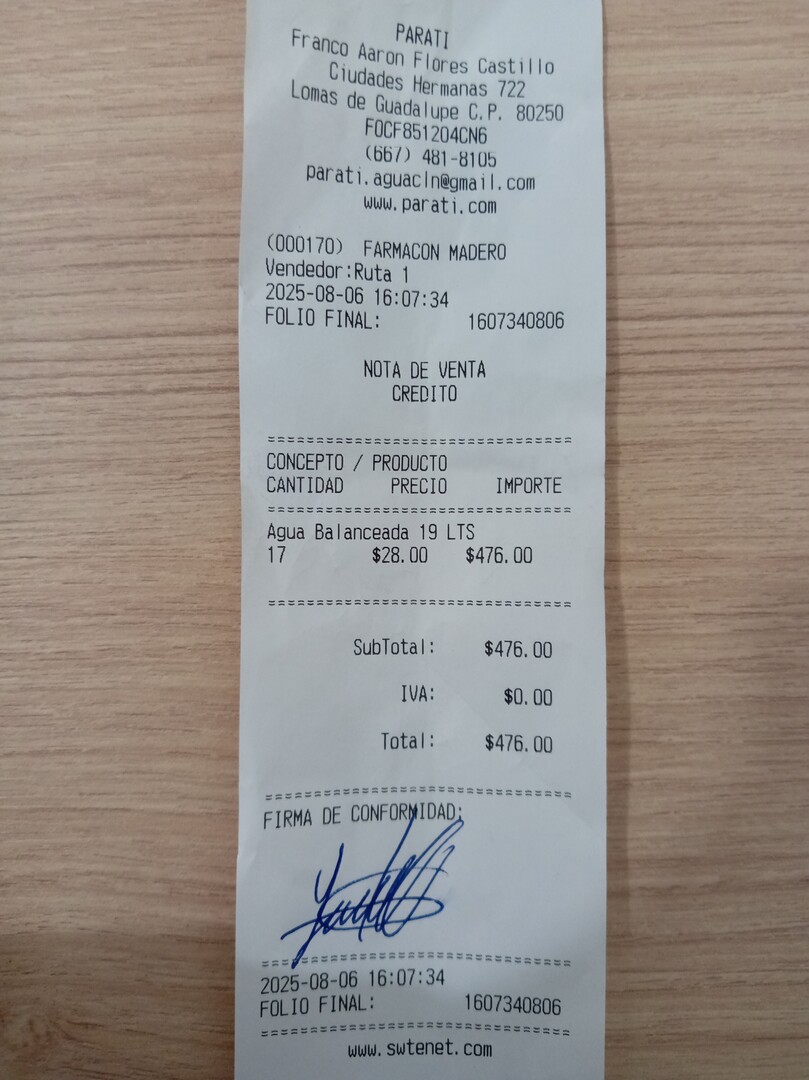 PARATI
Franco Aaron Flores Castillo
Ciudades Hermanas 722
Lomas de Guadalupe C.P. 80250
FOCF851204CN6
(667) 481-8105
parati.aguacln@gmail.com
www.parati.com
(000170) FARMACON MADERO
Vendedor:Ruta 1
2025-08-06 16:07:34
FOLIO FINAL: 1607340806
NOTA DE VENTA
CREDITO
==============================
CONCEPTO / PRODUCTO
CANTIDAD PRECIO IMPORTE
==============================
Agua Balanceada 19 LTS
17 $28.00 $476.00
==============================
SubTotal: $476.00
IVA: $0.00
Total: $476.00
==============================
FIRMA DE CONFORMIDAD:
==============================
2025-08-06 16:07:34
FOLIO FINAL: 1607340806
==============================
www.swtenet.com